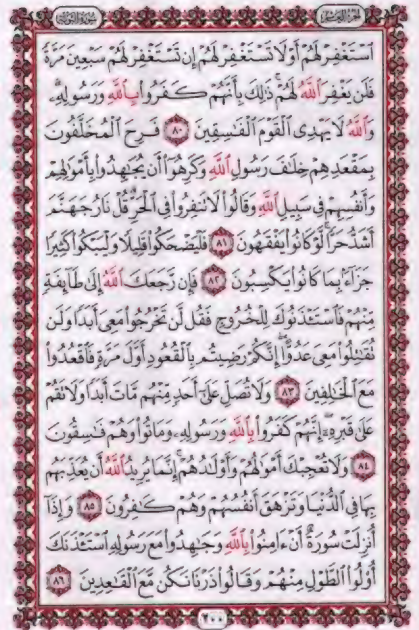 الجزء العاشر سورة التوبة
ٱسۡتَغۡفِرۡ لَهُمۡ أَوۡ لَا تَسۡتَغۡفِرۡ لَهُمۡ إِن تَسۡتَغۡفِرۡ لَهُمۡ سَبۡعِينَ مَرَّةٗ
فَلَن يَغۡفِرَ ٱللَّهُ لَهُمۡۚ ذَٰلِكَ بِأَنَّهُمۡ كَفَرُواْ بِٱللَّهِ وَرَسُولِهِۦۗ
وَٱللَّهُ لَا يَهۡدِي ٱلۡقَوۡمَ ٱلۡفَٰسِقِينَ ٨٠ فَرِحَ ٱلۡمُخَلَّفُونَ
بِمَقۡعَدِهِمۡ خِلَٰفَ رَسُولِ ٱللَّهِ وَكَرِهُوٓاْ أَن يُجَٰهِدُواْ بِأَمۡوَٰلِهِمۡ
وَأَنفُسِهِمۡ فِي سَبِيلِ ٱللَّهِ وَقَالُواْ لَا تَنفِرُواْ فِي ٱلۡحَرِّۗ قُلۡ نَارُ جَهَنَّمَ
أَشَدُّ حَرّٗاۚ لَّوۡ كَانُواْ يَفۡقَهُونَ ٨١ فَلۡيَضۡحَكُواْ قَلِيلٗا وَلۡيَبۡكُواْ كَثِيرٗا
جَزَآءَۢ بِمَا كَانُواْ يَكۡسِبُونَ ٨٢ فَإِن رَّجَعَكَ ٱللَّهُ إِلَىٰ طَآئِفَةٖ
مِّنۡهُمۡ فَٱسۡتَـٔۡذَنُوكَ لِلۡخُرُوجِ فَقُل لَّن تَخۡرُجُواْ مَعِيَ أَبَدٗا وَلَن
تُقَٰتِلُواْ مَعِيَ عَدُوًّاۖ إِنَّكُمۡ رَضِيتُم بِٱلۡقُعُودِ أَوَّلَ مَرَّةٖ فَٱقۡعُدُواْ
مَعَ ٱلۡخَٰلِفِينَ ٨٣ وَلَا تُصَلِّ عَلَىٰٓ أَحَدٖ مِّنۡهُم مَّاتَ أَبَدٗا وَلَا تَقُمۡ
عَلَىٰ قَبۡرِهِۦٓۖ إِنَّهُمۡ كَفَرُواْ بِٱللَّهِ وَرَسُولِهِۦ وَمَاتُواْ وَهُمۡ فَٰسِقُونَ
٨٤ وَلَا تُعۡجِبۡكَ أَمۡوَٰلُهُمۡ وَأَوۡلَٰدُهُمۡۚ إِنَّمَا يُرِيدُ ٱللَّهُ أَن يُعَذِّبَهُم
بِهَا فِي ٱلدُّنۡيَا وَتَزۡهَقَ أَنفُسُهُمۡ وَهُمۡ كَٰفِرُونَ ٨٥ وَإِذَآ
أُنزِلَتۡ سُورَةٌ أَنۡ ءَامِنُواْ بِٱللَّهِ وَجَٰهِدُواْ مَعَ رَسُولِهِ ٱسۡتَـٔۡذَنَكَ
أُوْلُواْ ٱلطَّوۡلِ مِنۡهُمۡ وَقَالُواْ ذَرۡنَا نَكُن مَّعَ ٱلۡقَٰعِدِينَ ٨٦
٢٠٠